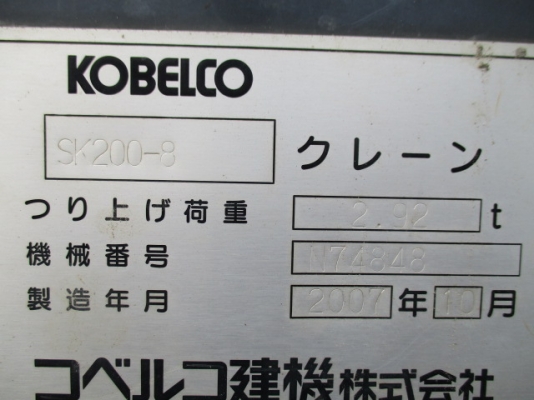 KOBELCO
SK200-8 クレーン
つり上げ荷重 2.92 t
機械番号 N74848
製造年月 2007 年 10 月
コベルコ建機株式会社